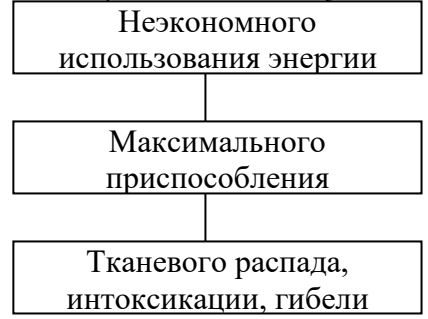 Неэкономного
использования энергии
Максимального
приспособления
Тканевого распада,
интоксикации, гибели